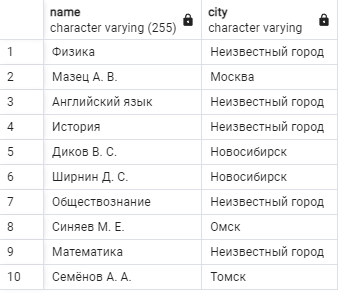 name city
character varying (255) character varying
1 Физика Неизвестный город
2 Мазец А. В. Москва
3 Английский язык Неизвестный город
4 История Неизвестный город
5 Диков В. С. Новосибирск
6 Ширнин Д. С. Новосибирск
7 Обществознание Неизвестный город
8 Синяев М. Е. Омск
9 Математика Неизвестный город
10 Семёнов А. А. Томск